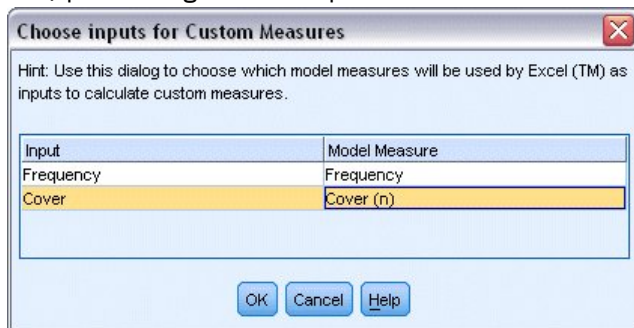 Choose inputs for Custom Measures
Hint: Use this dialog to choose which model measures will be used by Excel (TM) as
inputs to calculate custom measures.
Input Model Measure
Frequency Frequency
Cover Cover (n)
OK Cancel Help